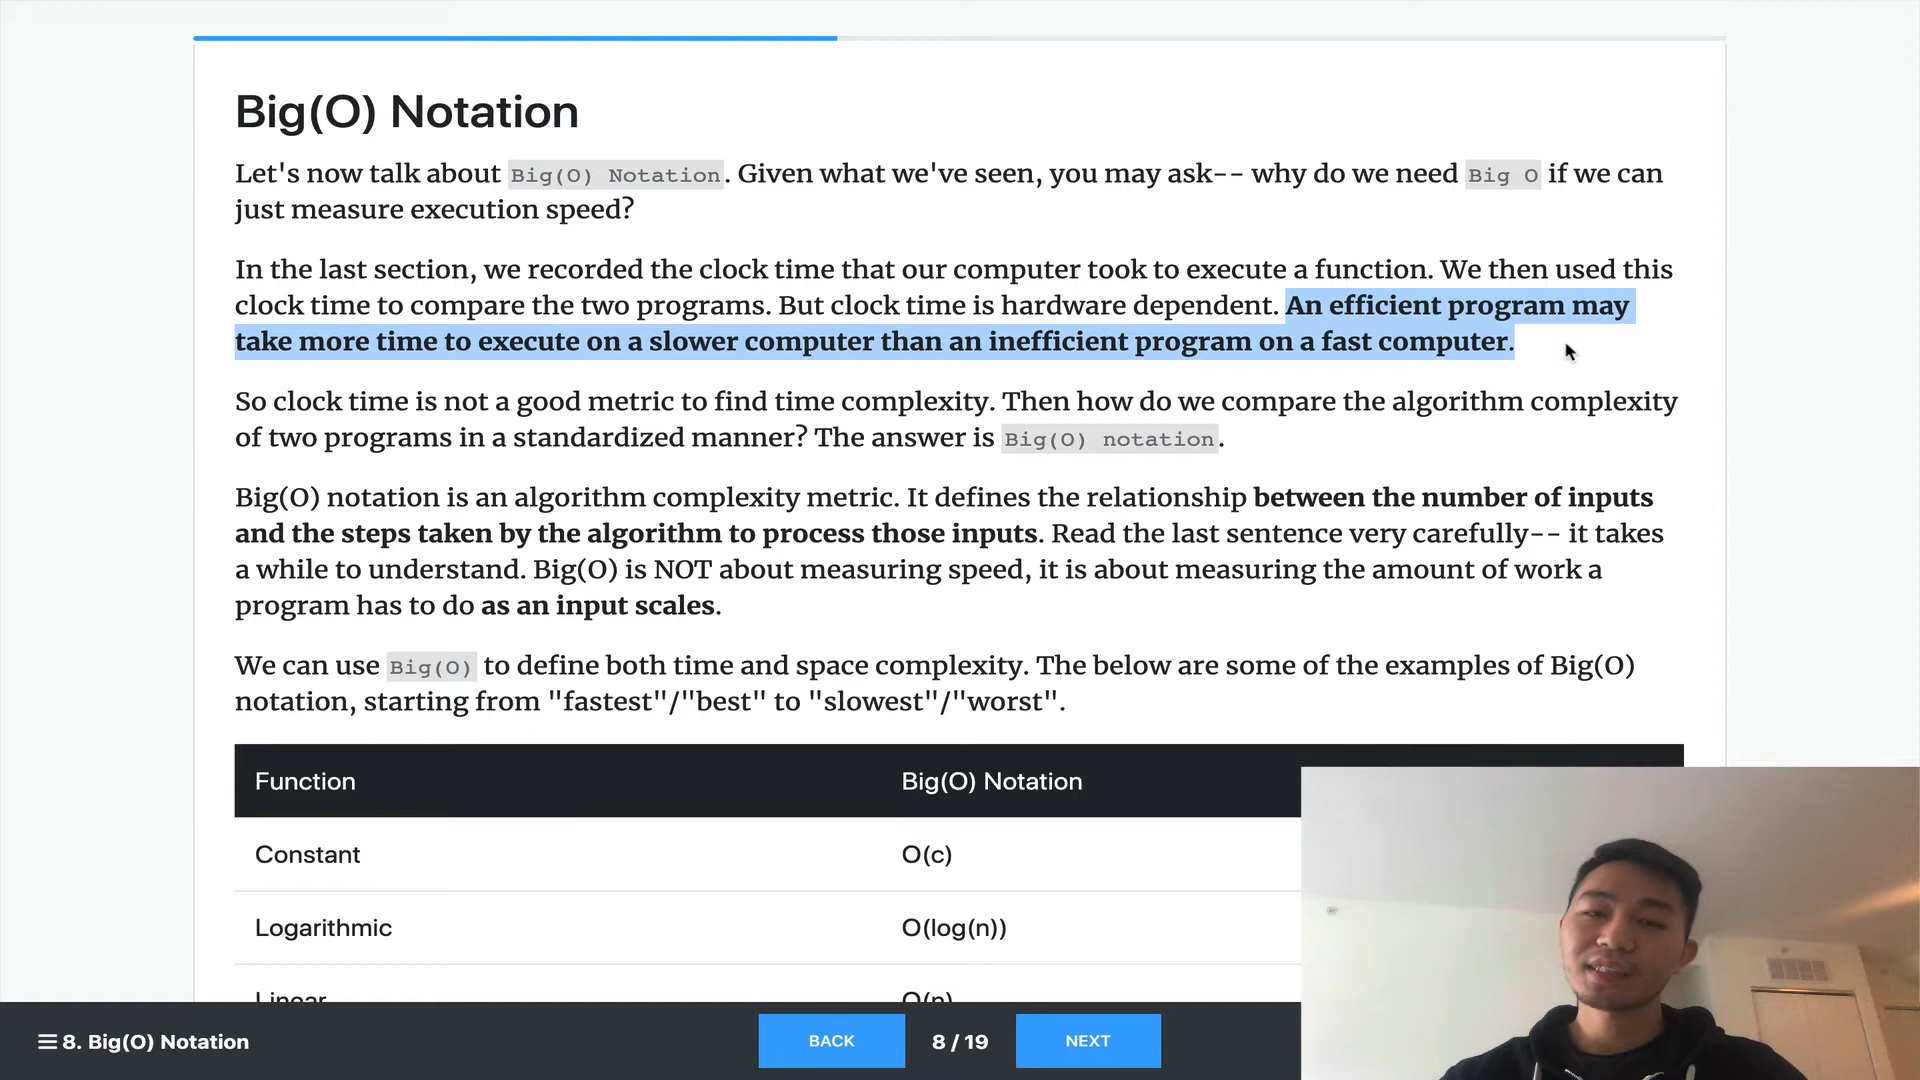 Big(O) Notation
Let's now talk about Big(O) Notation. Given what we've seen, you may ask-- why do we need Big O if we can
just measure execution speed?
In the last section, we recorded the clock time that our computer took to execute a function. We then used this
clock time to compare the two programs. But clock time is hardware dependent. An efficient program may
take more time to execute on a slower computer than an inefficient program on a fast computer.
So clock time is not a good metric to find time complexity. Then how do we compare the algorithm complexity
of two programs in a standardized manner? The answer is Big(O) notation.
Big(O) notation is an algorithm complexity metric. It defines the relationship between the number of inputs
and the steps taken by the algorithm to process those inputs. Read the last sentence very carefully-- it takes
a while to understand. Big(O) is NOT about measuring speed, it is about measuring the amount of work a
program has to do as an input scales.
We can use Big(O) to define both time and space complexity. The below are some of the examples of Big(O)
notation, starting from "fastest"/"best" to "slowest"/"worst".
Function Big(O) Notation
Constant O(c)
Logarithmic O(log(n))
Linear O(n)
8. Big(O) Notation BACK 8 / 19 NEXT